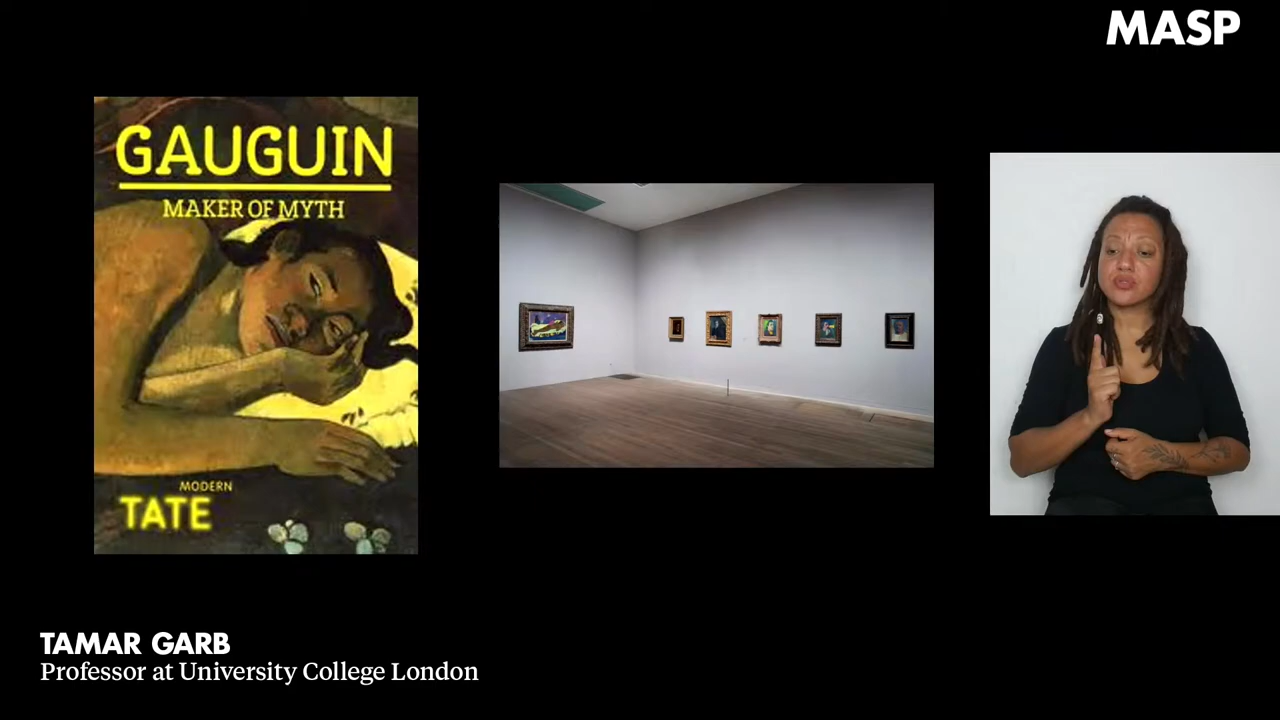 MASP
GAUGUIN
MAKER OF MYTH
MODERN
TATE
TAMAR GARB
Professor at University College London